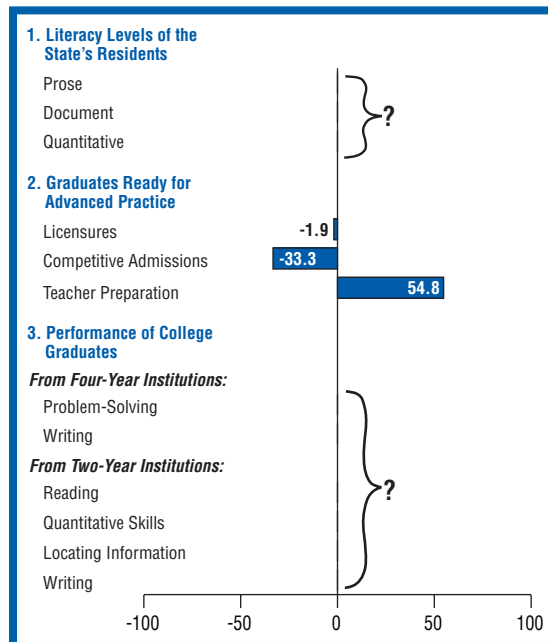 1. Literacy Levels of the
State's Residents
Prose
Document
Quantitative
?
2. Graduates Ready for
Advanced Practice
Licensures
-1.9
Competitive Admissions
-33.3
Teacher Preparation
54.8
3. Performance of College
Graduates
From Four-Year Institutions:
Problem-Solving
Writing
From Two-Year Institutions:
Reading
?
Quantitative Skills
Locating Information
Writing
-100 -50 0 50 100